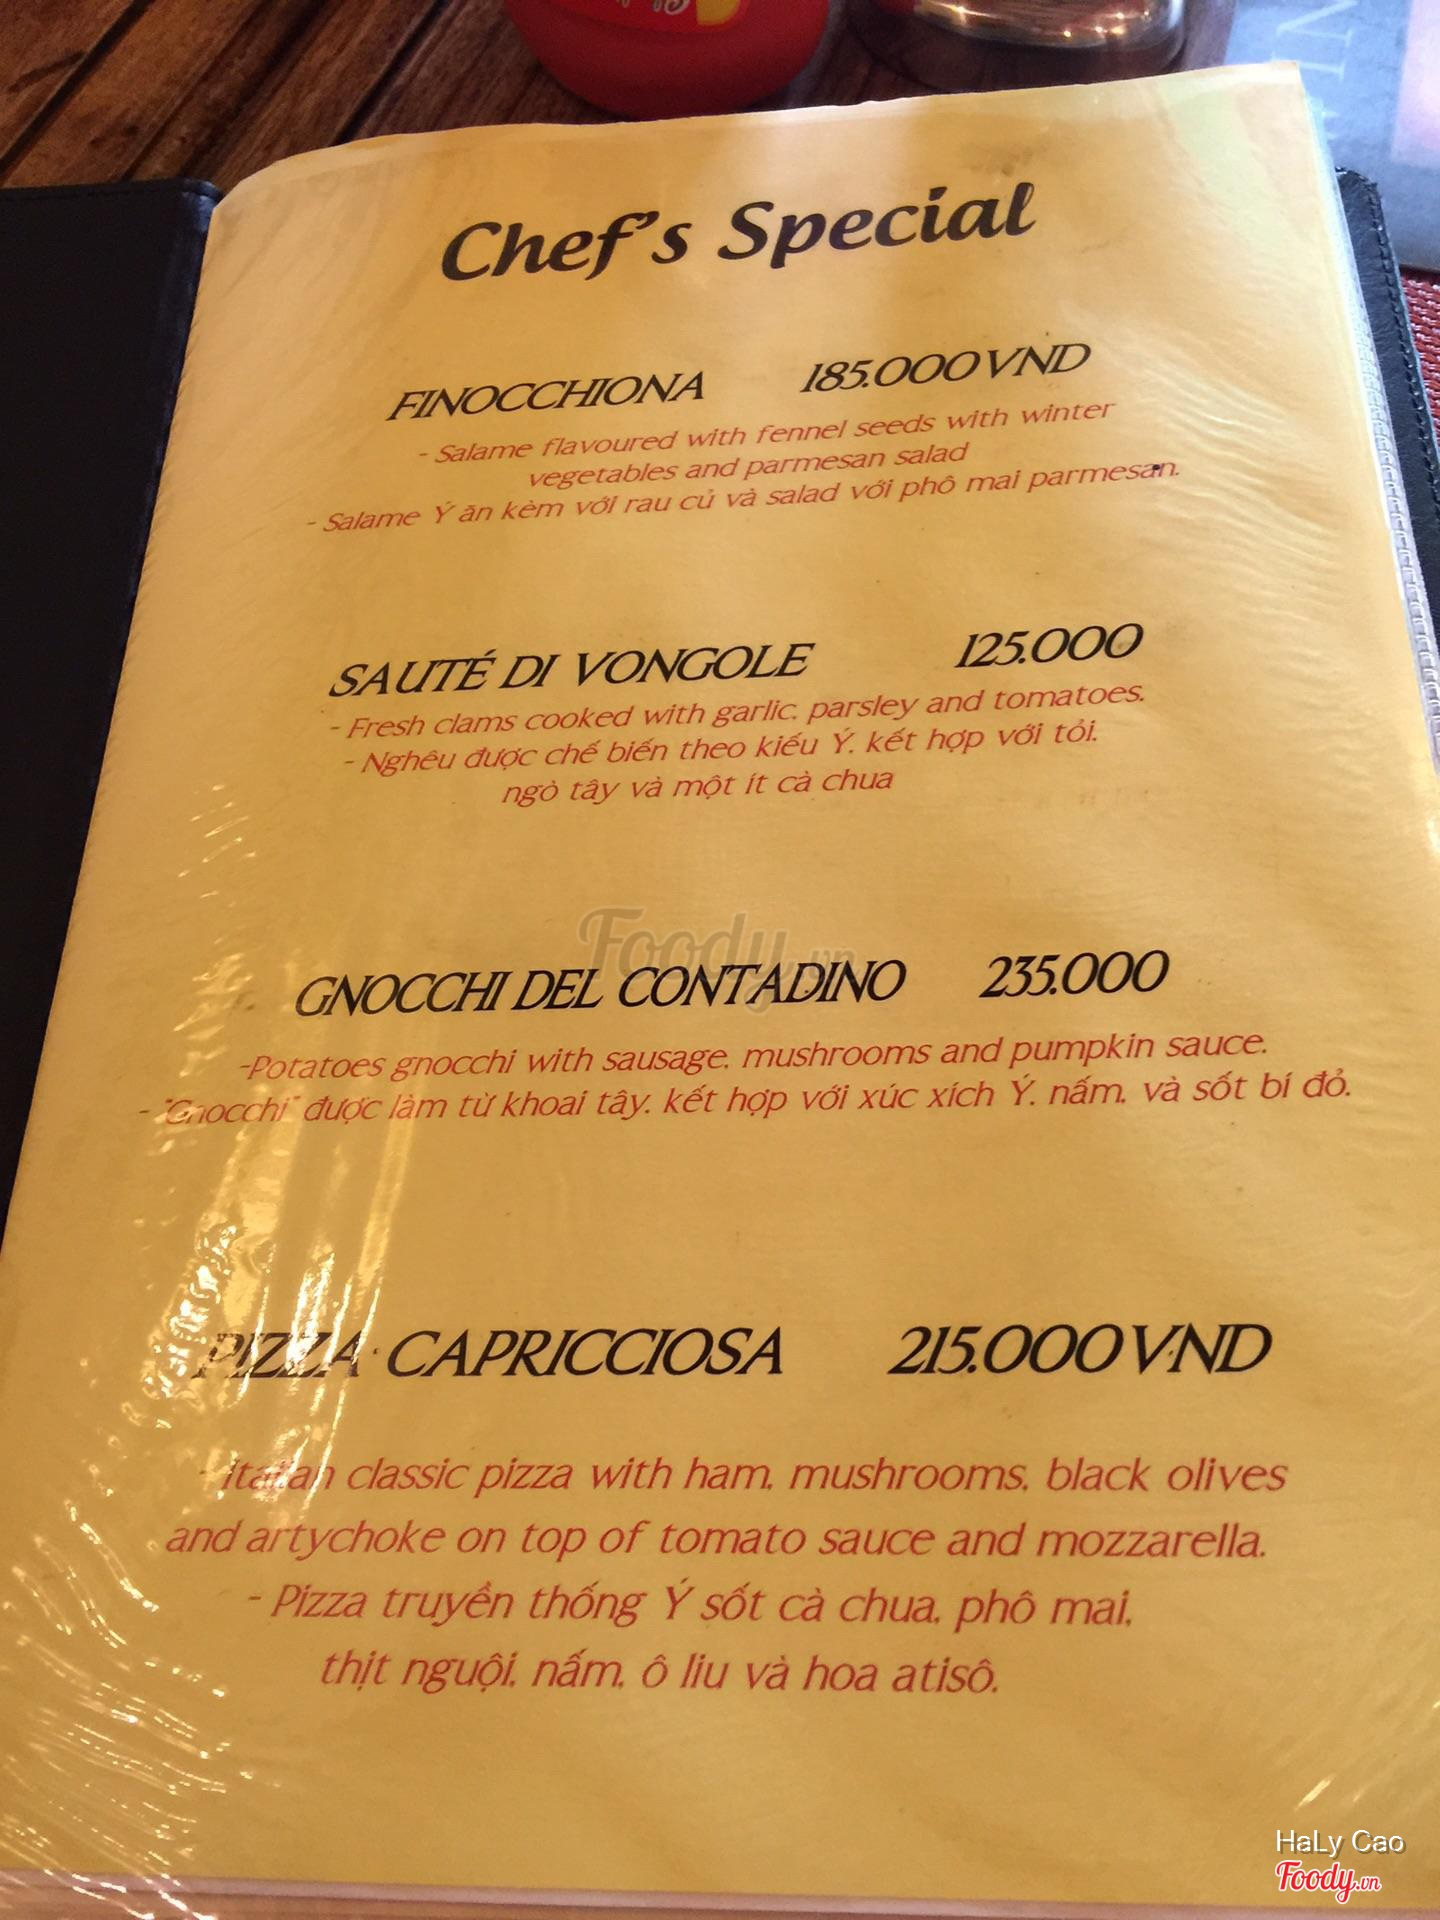 Chef's Special
FINOCCHIONA 185.000 VND
- Salame flavoured with fennel seeds with winter
vegetables and parmesan salad
- Salame Ý ăn kèm với rau củ và salad với phô mai parmesan.
SAUTÉ DI VONGOLE 125.000
- Fresh clams cooked with garlic, parsley and tomatoes.
- Nghêu được chế biến theo kiểu Ý, kết hợp với tỏi,
ngò tây và một ít cà chua
Foody.vn
GNOCCHI DEL CONTADINO 235.000
-Potatoes gnocchi with sausage, mushrooms and pumpkin sauce.
- "Gnocchi" được làm từ khoai tây, kết hợp với xúc xích Ý, nấm, và sốt bí đỏ.
PIZZA CAPRICCIOSA 215.000 VND
- Italian classic pizza with ham, mushrooms, black olives
and artychoke on top of tomato sauce and mozzarella.
- Pizza truyền thống Ý sốt cà chua, phô mai,
thịt nguội, nấm, ô liu và hoa atisô.
HaLy Cao
Foody.vn